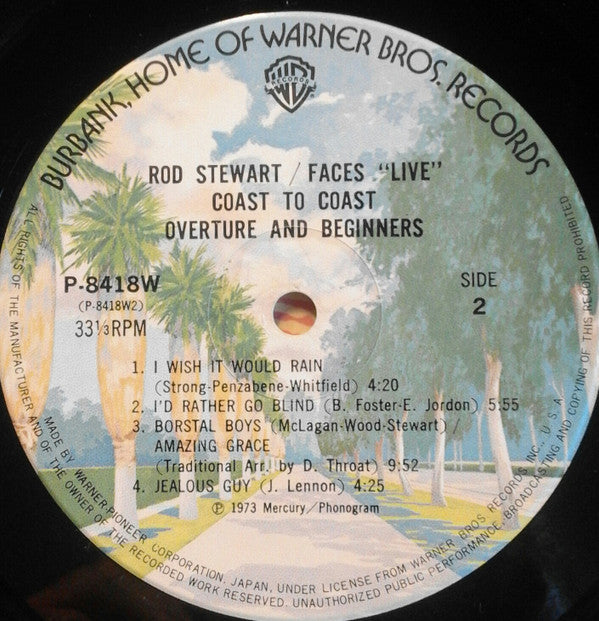 BURBANK, HOME OF WARNER BROS. RECORDS
W RECORDS
ROD STEWART / FACES "LIVE"
COAST TO COAST
OVERTURE AND BEGINNERS
P-8418W
(P-8418W2)
33⅓RPM
SIDE
2
1. I WISH IT WOULD RAIN
(Strong-Penzabene-Whitfield) 4:20
2. I'D RATHER GO BLIND (B. Foster-E. Jordon) 5:55
3. BORSTAL BOYS (McLagan-Wood-Stewart) /
AMAZING GRACE
(Traditional Arr. by D. Throat) 9:52
4. JEALOUS GUY (J. Lennon) 4:25
℗ 1973 Mercury/Phonogram
MADE BY WARNER-PIONEER CORPORATION, JAPAN, UNDER LICENSE FROM WARNER BROS RECORDS INC., U.S.A.
ALL RIGHTS OF THE MANUFACTURER AND OF THE OWNER OF THE RECORDED WORK RESERVED. UNAUTHORIZED PUBLIC PERFORMANCE, BROADCASTING AND COPYING OF THIS RECORD PROHIBITED